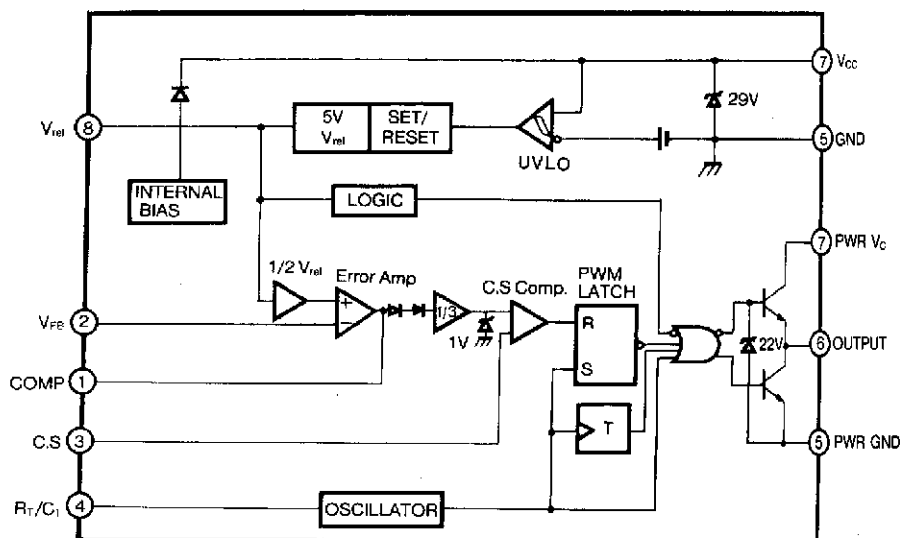 7 Vcc
29V
5V Vref
SET/ RESET
8 Vref
UVLO
5 GND
INTERNAL BIAS
LOGIC
7 PWR Vc
1/2 Vref
Error Amp
C.S Comp.
PWM LATCH
+
−
1/3
1V
R
S
2 VFB
22V
6 OUTPUT
COMP 1
C.S 3
T
5 PWR GND
RT/CT 4
OSCILLATOR